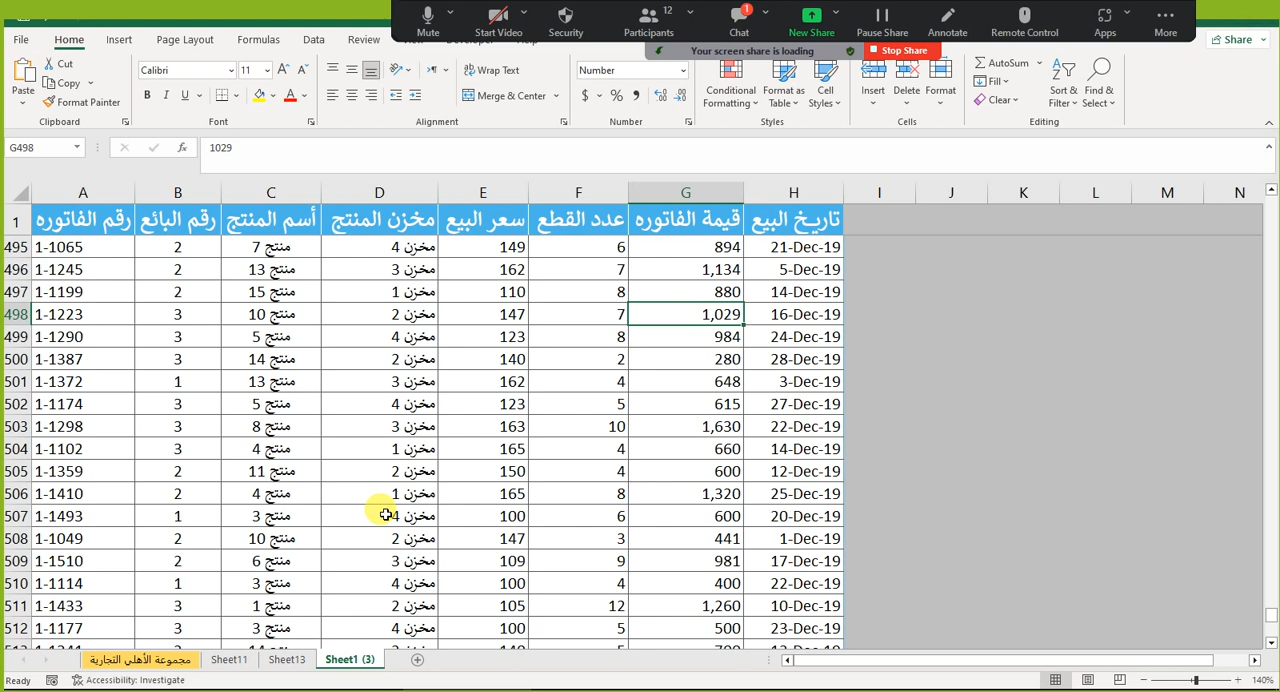 Mute
Start Video
Security
12
Participants
1
Chat
New Share
Pause Share
Annotate
Remote Control
Apps
More
Your screen share is loading
Stop Share
File Home Insert Page Layout Formulas Data Review
Share
Cut
Copy
Format Painter
Paste
Clipboard
Calibri 11
B I U
Font
Wrap Text
Merge & Center
Alignment
Number
$ % ,
Number
Conditional Formatting
Format as Table
Cell Styles
Styles
Insert Delete Format
Cells
AutoSum
Fill
Clear
Sort & Filter
Find & Select
Editing
G498 fx 1029
A B C D E F G H I J K L M N
1 رقم الفاتوره رقم البائع أسم المنتج مخزن المنتج سعر البيع عدد القطع قيمة الفاتوره تاريخ البيع
495 1-1065 2 منتج 7 مخزن 4 149 6 894 21-Dec-19
496 1-1245 2 منتج 13 مخزن 3 162 7 1,134 5-Dec-19
497 1-1199 2 منتج 15 مخزن 1 110 8 880 14-Dec-19
498 1-1223 3 منتج 10 مخزن 2 147 7 1,029 16-Dec-19
499 1-1290 3 منتج 5 مخزن 4 123 8 984 24-Dec-19
500 1-1387 3 منتج 14 مخزن 2 140 2 280 28-Dec-19
501 1-1372 1 منتج 13 مخزن 3 162 4 648 3-Dec-19
502 1-1174 3 منتج 5 مخزن 4 123 5 615 27-Dec-19
503 1-1298 3 منتج 8 مخزن 3 163 10 1,630 22-Dec-19
504 1-1102 3 منتج 4 مخزن 1 165 4 660 14-Dec-19
505 1-1359 2 منتج 11 مخزن 2 150 4 600 12-Dec-19
506 1-1410 2 منتج 4 مخزن 1 165 8 1,320 25-Dec-19
507 1-1493 1 منتج 3 مخزن 4 100 6 600 20-Dec-19
508 1-1049 2 منتج 10 مخزن 2 147 3 441 1-Dec-19
509 1-1510 2 منتج 6 مخزن 3 109 9 981 17-Dec-19
510 1-1114 1 منتج 3 مخزن 4 100 4 400 22-Dec-19
511 1-1433 3 منتج 1 مخزن 2 105 12 1,260 10-Dec-19
512 1-1177 3 منتج 3 مخزن 4 100 5 500 23-Dec-19
مجموعة الأهلي التجارية Sheet11 Sheet13 Sheet1 (3)
Ready Accessibility: Investigate 140%